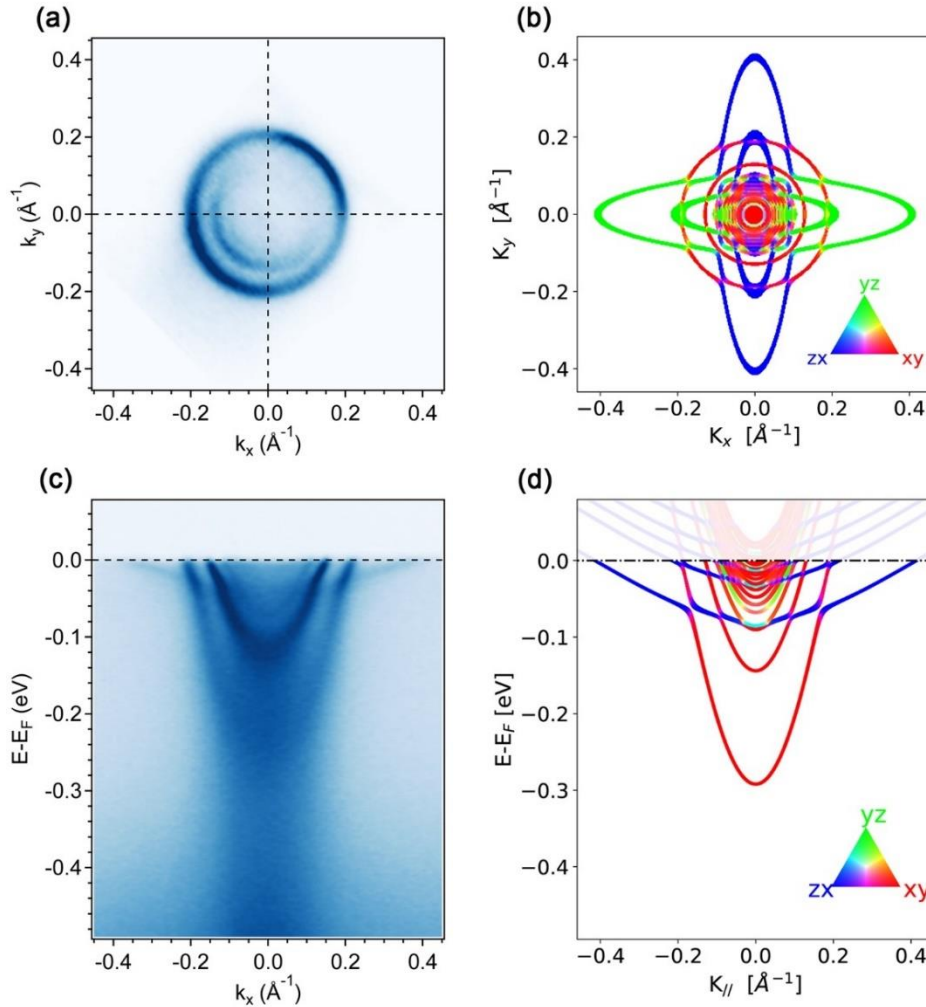 (a)
(b)
0.4
0.2
0.0
-0.2
-0.4
k_y (Å⁻¹)
-0.4
-0.2
0.0
0.2
0.4
k_x (Å⁻¹)
0.4
0.2
0.0
−0.2
−0.4
K_y [Å⁻¹]
yz
zx
xy
−0.4
−0.2
0.0
0.2
0.4
K_x [Å⁻¹]
(c)
(d)
0.0
-0.1
-0.2
-0.3
-0.4
E-E_F (eV)
-0.4
-0.2
0.0
0.2
0.4
k_x (Å⁻¹)
0.0
−0.1
−0.2
−0.3
−0.4
E-E_F [eV]
yz
zx
xy
−0.4
−0.2
0.0
0.2
0.4
K_// [Å⁻¹]